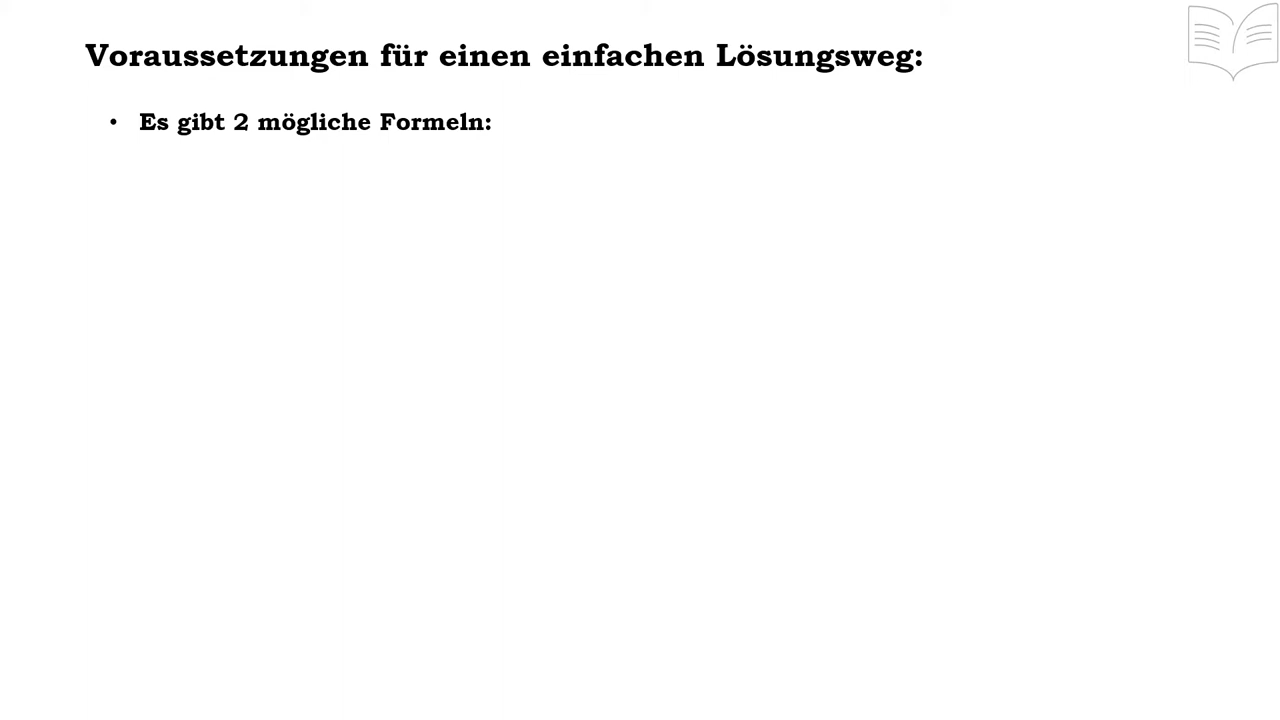 Voraussetzungen für einen einfachen Lösungsweg:
• Es gibt 2 mögliche Formeln: